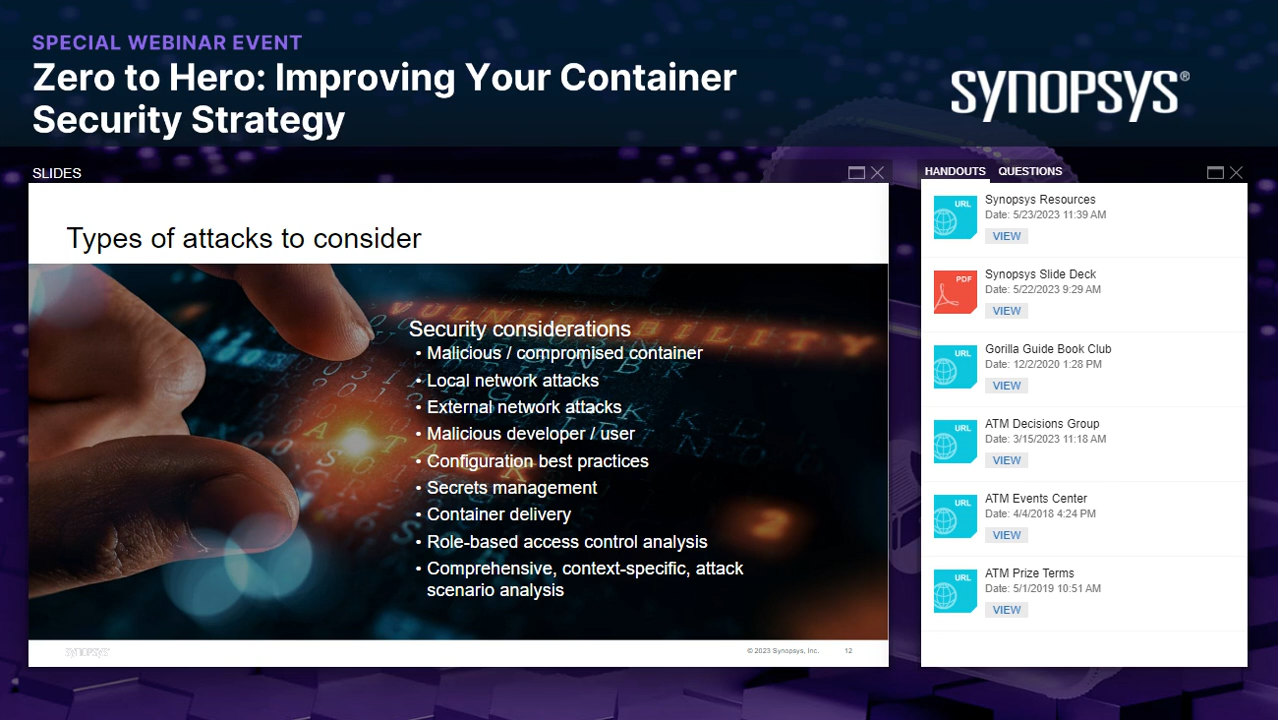 SPECIAL WEBINAR EVENT
Zero to Hero: Improving Your Container
Security Strategy
SYNOPSYS®
SLIDES
Types of attacks to consider
VULNERABILITY
ATTACK
Security considerations
• Malicious / compromised container
• Local network attacks
• External network attacks
• Malicious developer / user
• Configuration best practices
• Secrets management
• Container delivery
• Role-based access control analysis
• Comprehensive, context-specific, attack
scenario analysis
SYNOPSYS®
© 2023 Synopsys, Inc.
12
HANDOUTS
QUESTIONS
URL
Synopsys Resources
Date: 5/23/2023 11:39 AM
VIEW
PDF
Synopsys Slide Deck
Date: 5/22/2023 9:29 AM
VIEW
URL
Gorilla Guide Book Club
Date: 12/2/2020 1:28 PM
VIEW
URL
ATM Decisions Group
Date: 3/15/2023 11:18 AM
VIEW
URL
ATM Events Center
Date: 4/4/2018 4:24 PM
VIEW
URL
ATM Prize Terms
Date: 5/1/2019 10:51 AM
VIEW